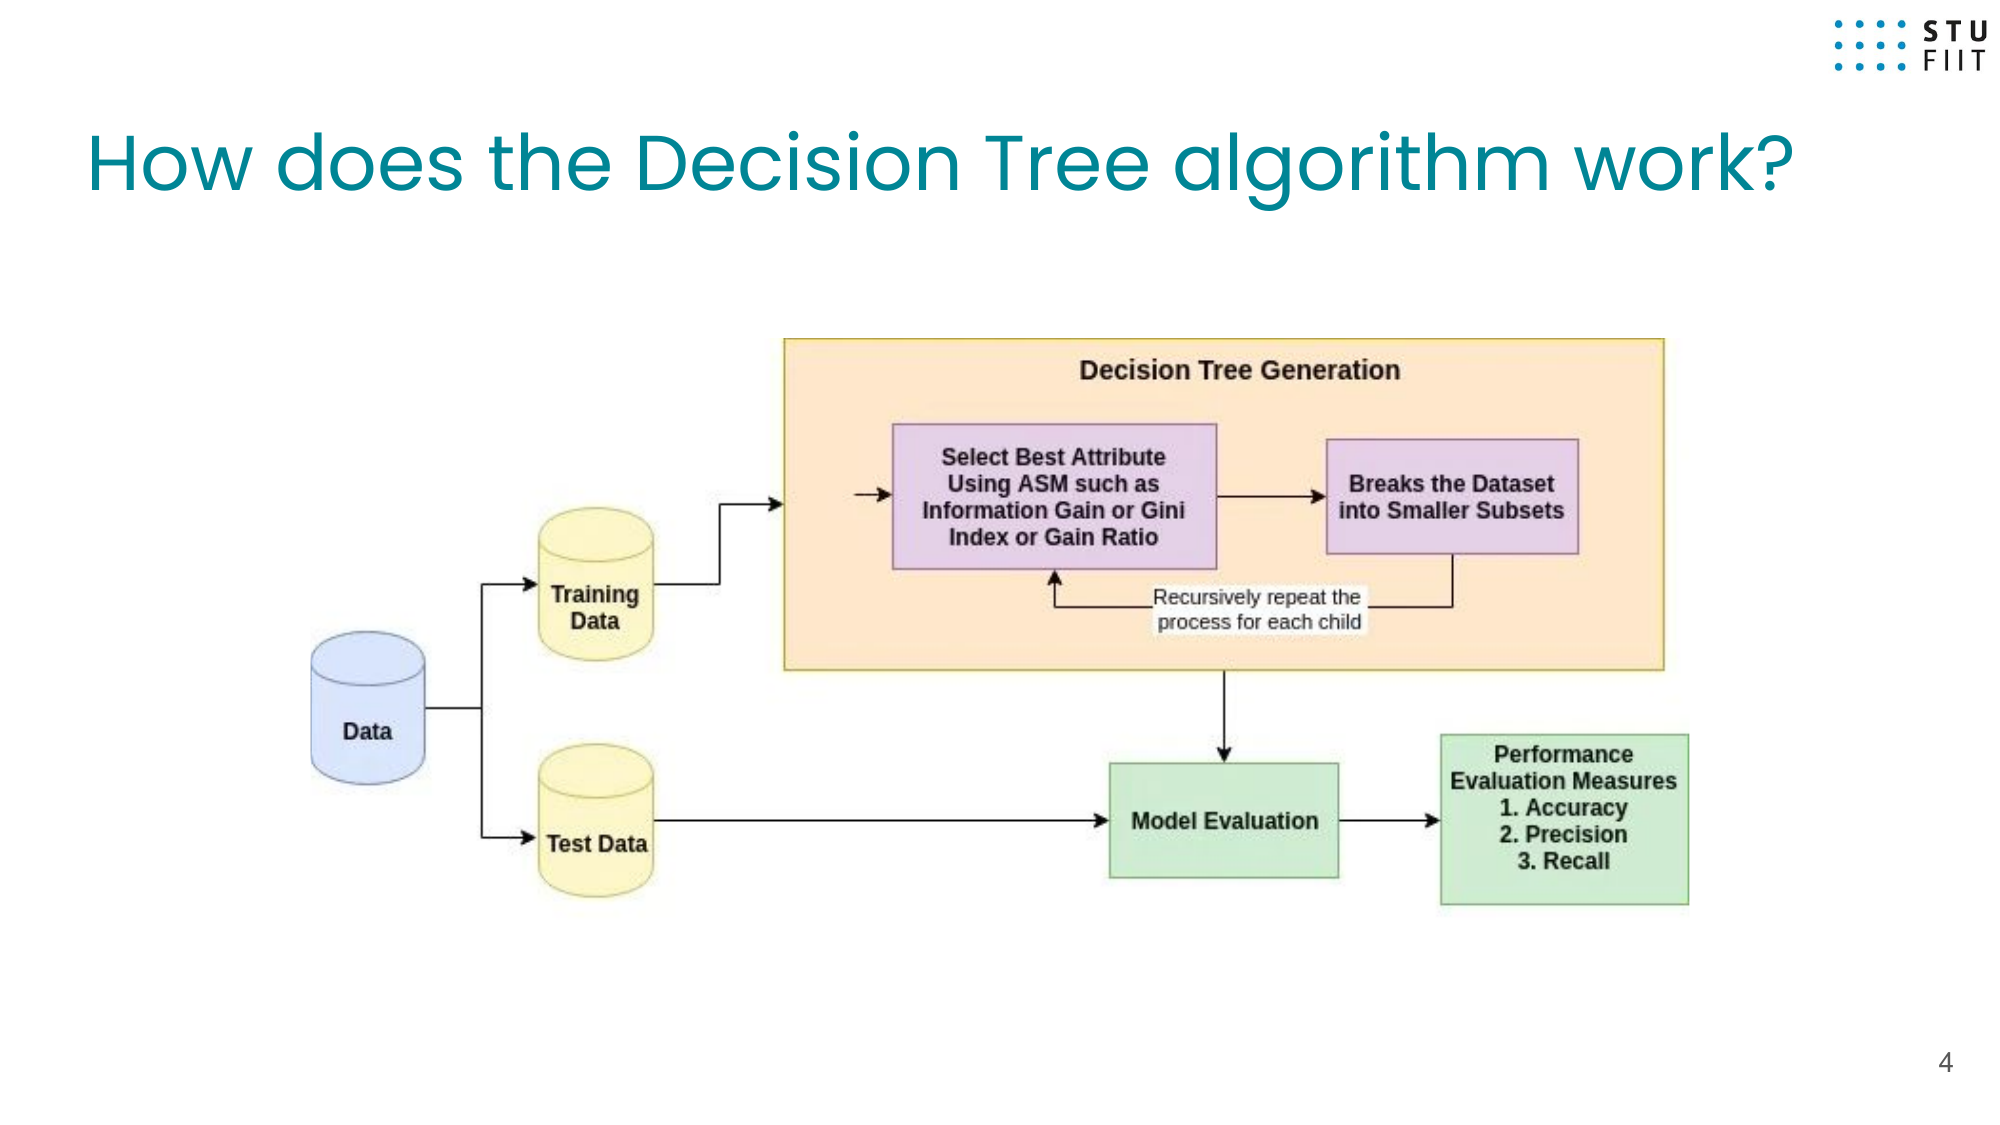 STU
FIIT
How does the Decision Tree algorithm work?
Decision Tree Generation
Select Best Attribute
Using ASM such as
Information Gain or Gini
Index or Gain Ratio
Breaks the Dataset
into Smaller Subsets
Recursively repeat the
process for each child
Training
Data
Data
Test Data
Model Evaluation
Performance
Evaluation Measures
1. Accuracy
2. Precision
3. Recall
4